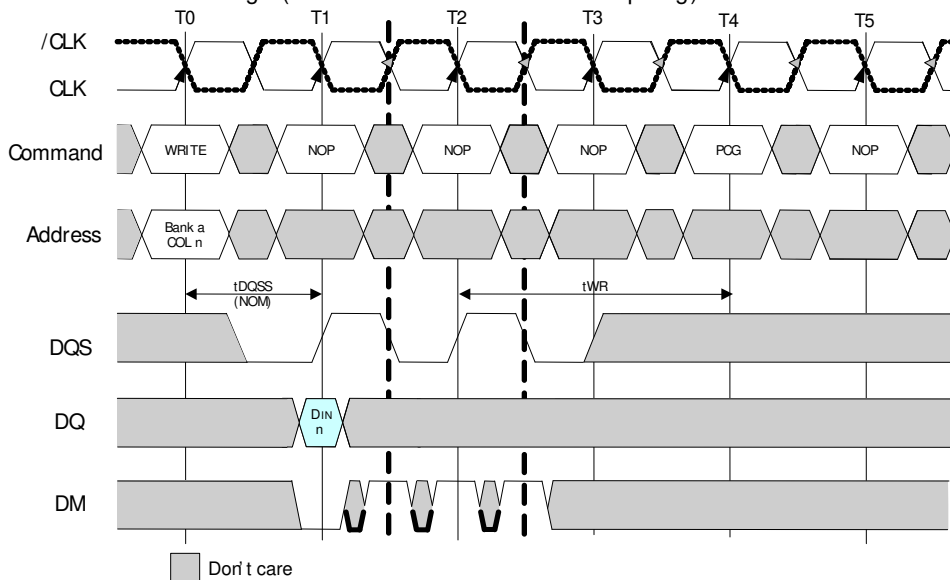 T0 T1 T2 T3 T4 T5
/CLK
CLK
Command WRITE NOP NOP NOP PCG NOP
Address Bank a
COL n
tDQSS
(NOM)
tWR
DQS
DQ DIN
n
DM
Don't care